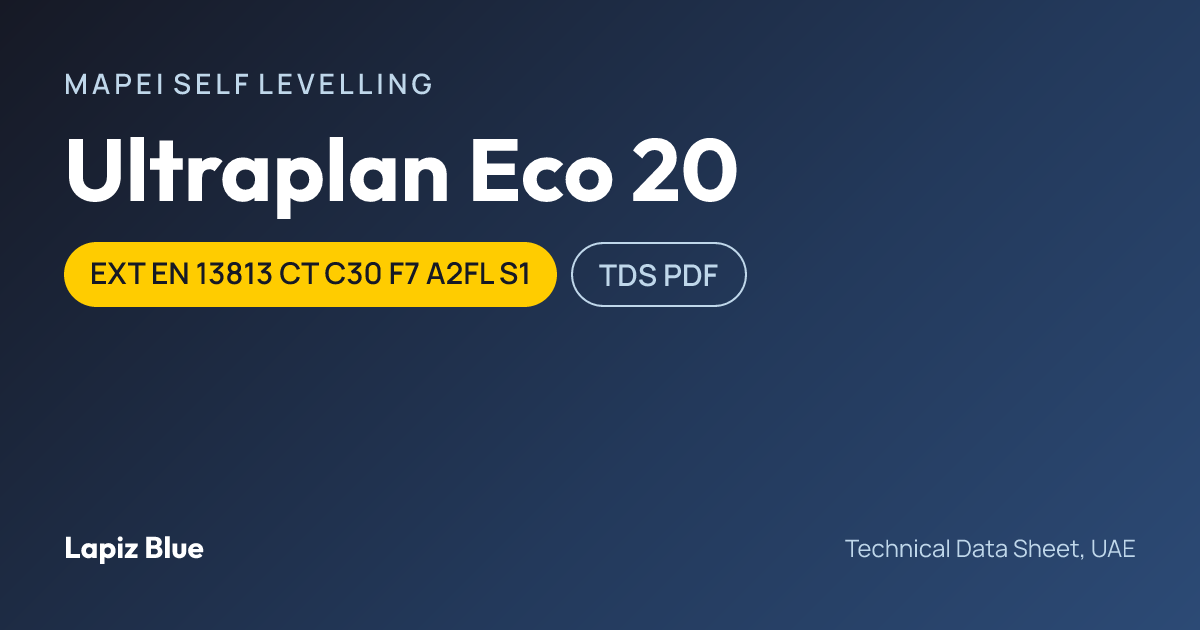 MAPEI SELF LEVELLING
Ultraplan Eco 20
EXT EN 13813 CT C30 F7 A2FL S1
TDS PDF
Lapiz Blue
Technical Data Sheet, UAE